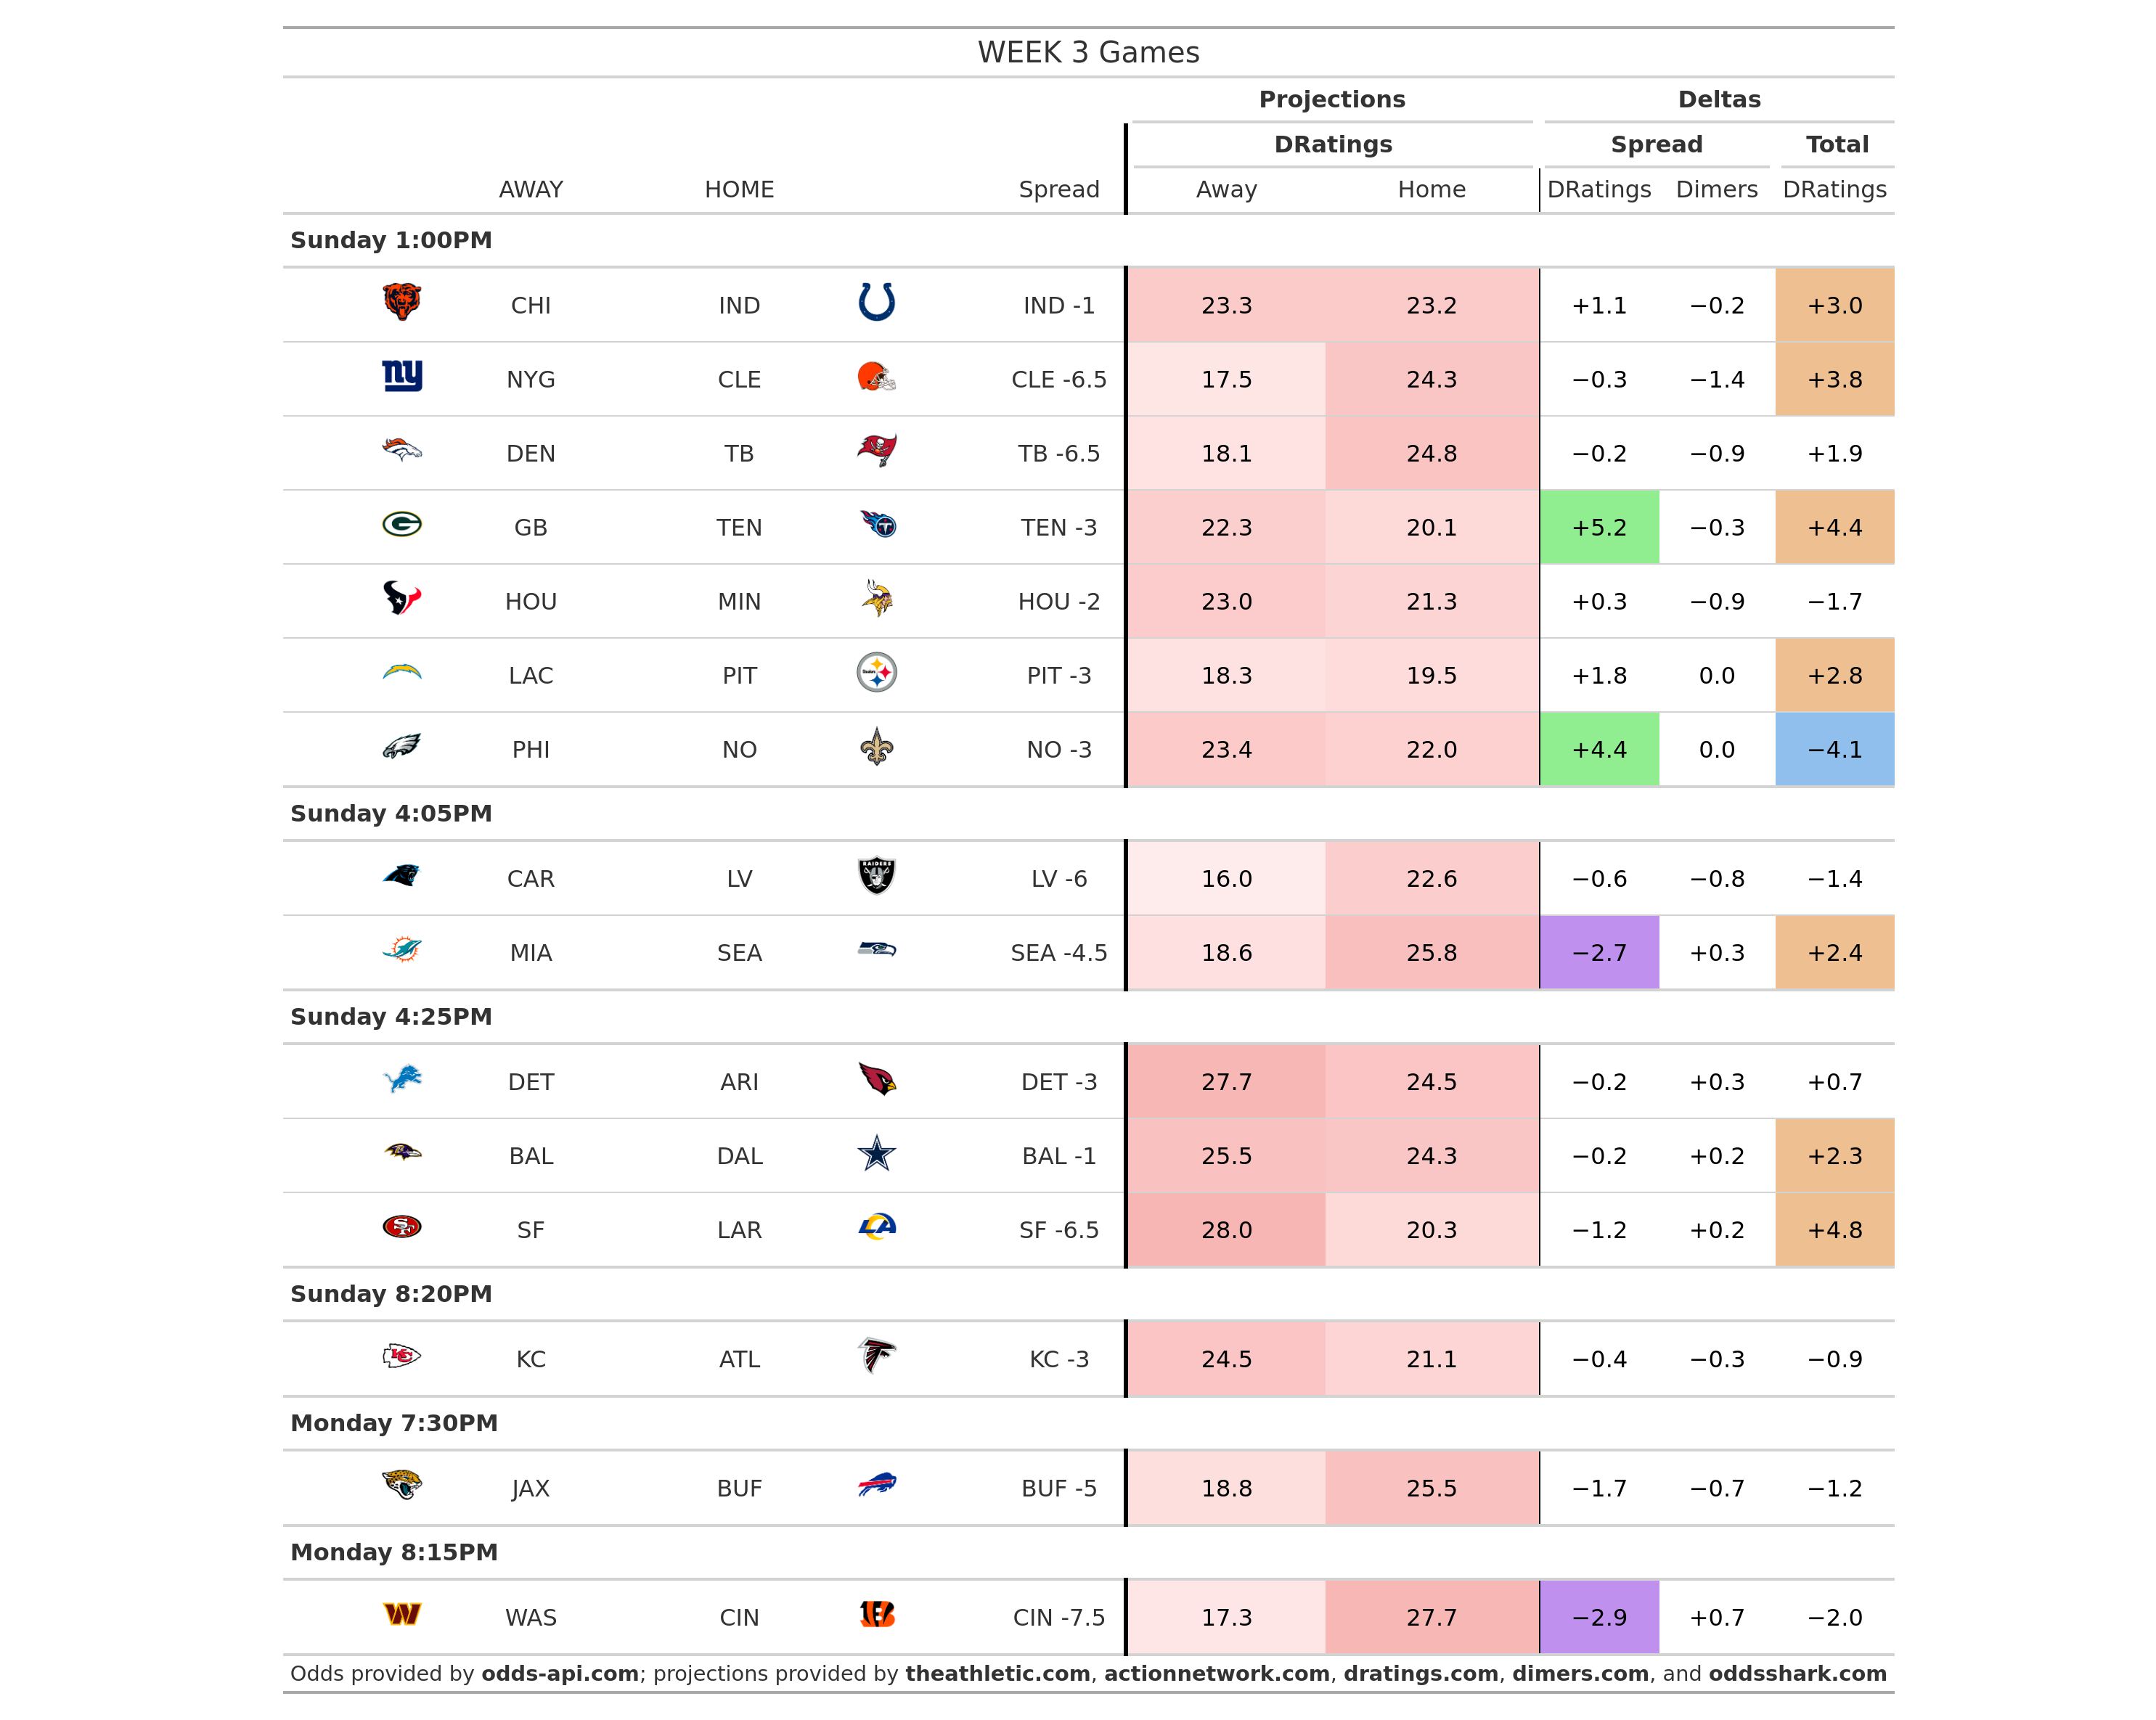 WEEK 3 Games
Projections Deltas
DRatings Spread Total
AWAY HOME Spread Away Home DRatings Dimers DRatings
Sunday 1:00PM
CHI IND IND -1 23.3 23.2 +1.1 −0.2 +3.0
NYG CLE CLE -6.5 17.5 24.3 −0.3 −1.4 +3.8
DEN TB TB -6.5 18.1 24.8 −0.2 −0.9 +1.9
GB TEN TEN -3 22.3 20.1 +5.2 −0.3 +4.4
HOU MIN HOU -2 23.0 21.3 +0.3 −0.9 −1.7
LAC PIT PIT -3 18.3 19.5 +1.8 0.0 +2.8
PHI NO NO -3 23.4 22.0 +4.4 0.0 −4.1
Sunday 4:05PM
CAR LV LV -6 16.0 22.6 −0.6 −0.8 −1.4
MIA SEA SEA -4.5 18.6 25.8 −2.7 +0.3 +2.4
Sunday 4:25PM
DET ARI DET -3 27.7 24.5 −0.2 +0.3 +0.7
BAL DAL BAL -1 25.5 24.3 −0.2 +0.2 +2.3
SF LAR SF -6.5 28.0 20.3 −1.2 +0.2 +4.8
Sunday 8:20PM
KC ATL KC -3 24.5 21.1 −0.4 −0.3 −0.9
Monday 7:30PM
JAX BUF BUF -5 18.8 25.5 −1.7 −0.7 −1.2
Monday 8:15PM
WAS CIN CIN -7.5 17.3 27.7 −2.9 +0.7 −2.0
Odds provided by odds-api.com; projections provided by theathletic.com, actionnetwork.com, dratings.com, dimers.com, and oddsshark.com